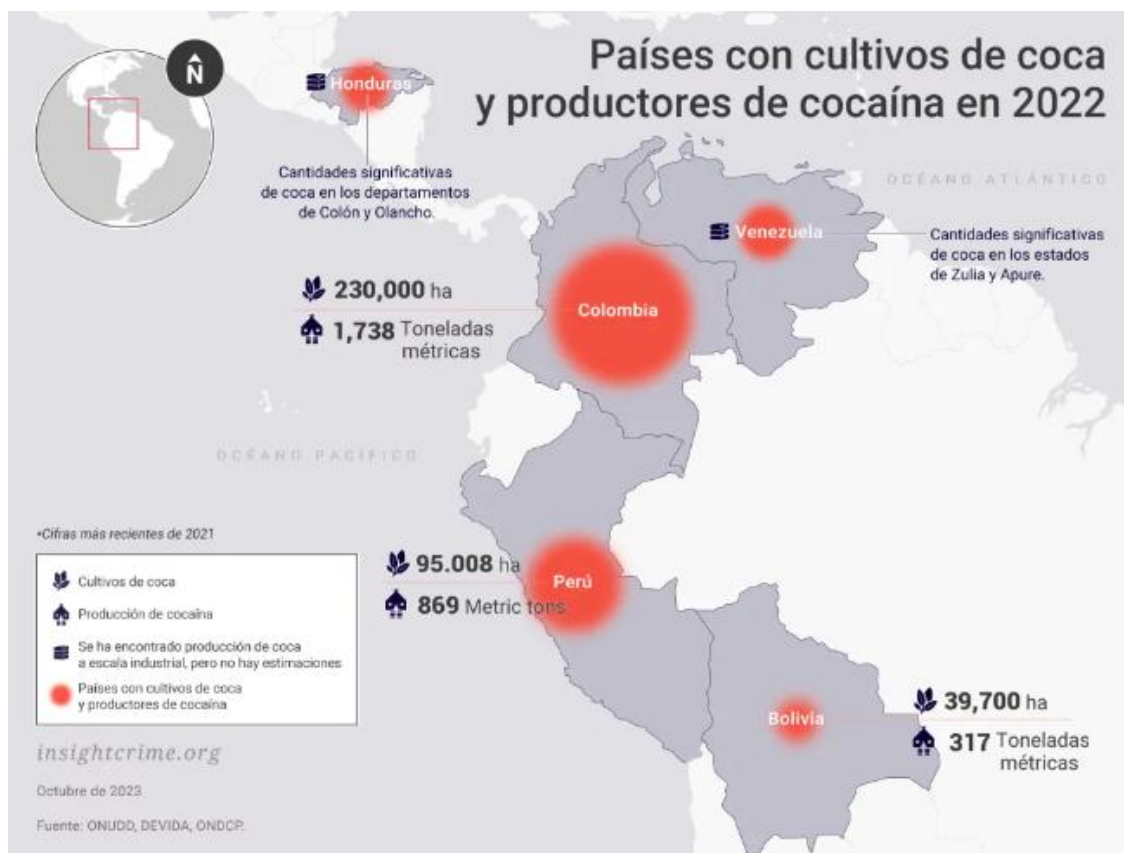 Países con cultivos de coca
y productores de cocaína en 2022
N
Honduras
Cantidades significativas
de coca en los departamentos
de Colón y Olancho.
OCÉANO ATLÁNTICO
Venezuela
Cantidades significativas
de coca en los estados
de Zulia y Apure.
230,000 ha
1,738 Toneladas
métricas
Colombia
OCÉANO PACÍFICO
95.008 ha
869 Metric tons
Perú
Bolivia
39,700 ha
317 Toneladas
métricas
*Cifras más recientes de 2021
Cultivos de coca
Producción de cocaína
Se ha encontrado producción de coca
a escala industrial, pero no hay estimaciones
Países con cultivos de coca
y productores de cocaína
insightcrime.org
Octubre de 2023
Fuente: ONUDD, DEVIDA, ONDCP.